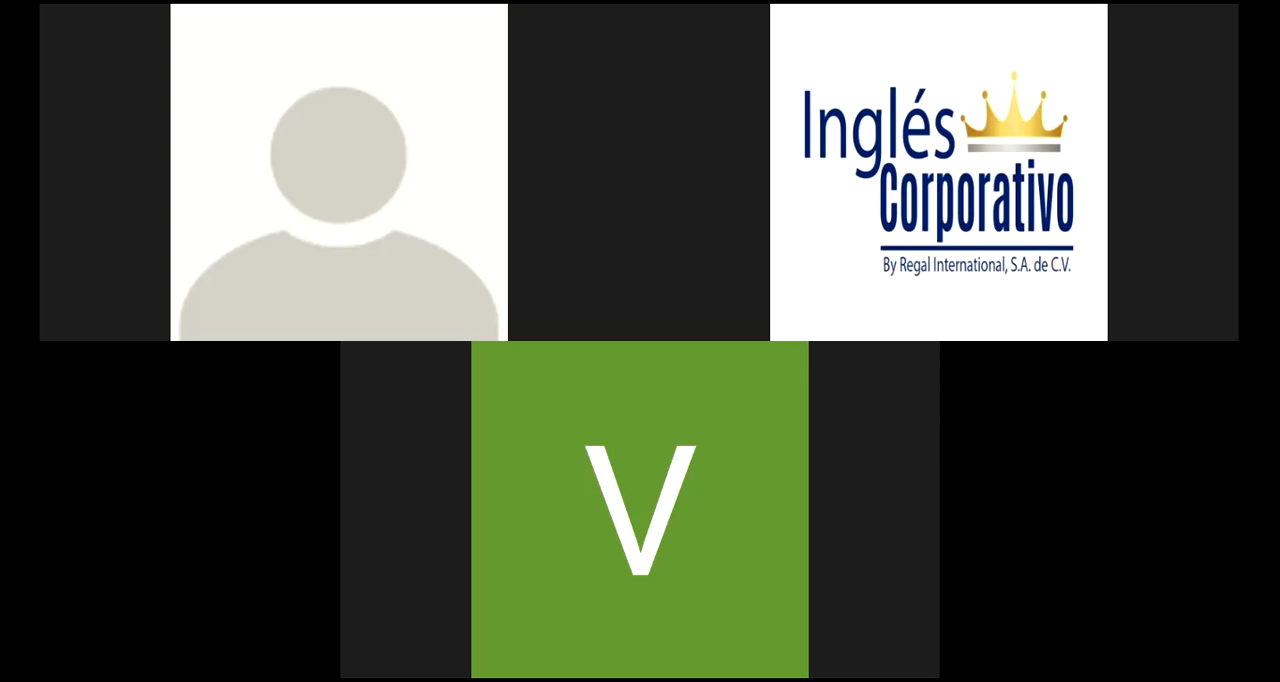 Inglés
Corporativo
By Regal International, S.A. de C.V.
V